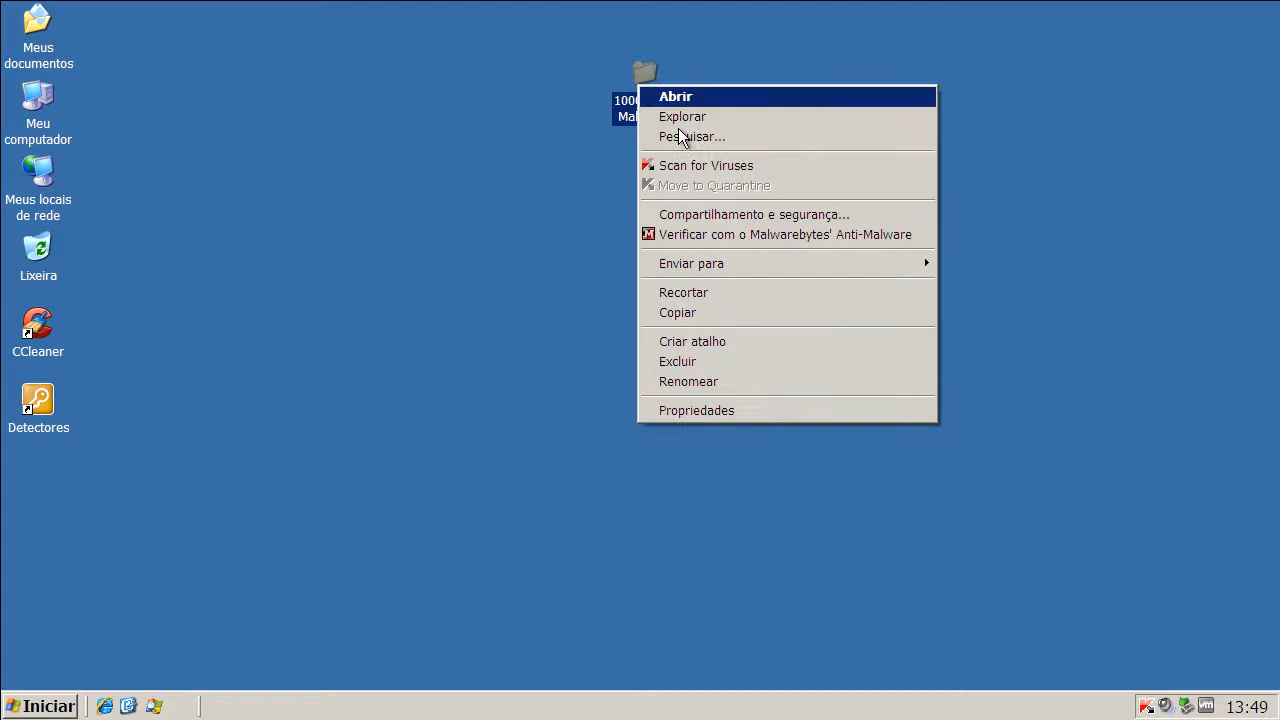 Meus
documentos
Meu
computador
Meus locais
de rede
Lixeira
CCleaner
Detectores
Abrir
Explorar
Pesquisar...
Scan for Viruses
Move to Quarantine
Compartilhamento e segurança...
Verificar com o Malwarebytes' Anti-Malware
Enviar para
Recortar
Copiar
Criar atalho
Excluir
Renomear
Propriedades
Iniciar
vm
13:49